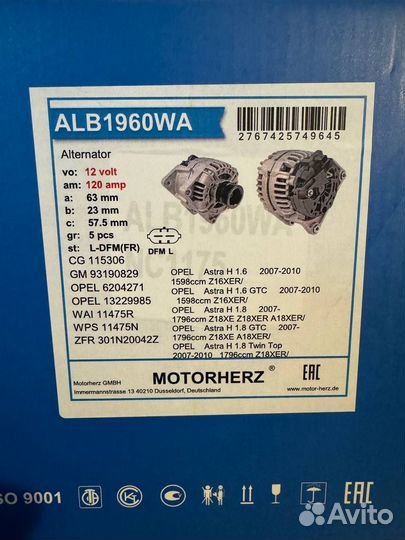 ALB1960WA
2767425749645
Alternator
vo: 12 volt
am: 120 amp
a: 63 mm
b: 23 mm
c: 57.5 mm
gr: 5 pcs
st: L-DFM(FR)
DFM L
CG 115306
GM 93190829
OPEL 6204271
OPEL 13229985
WAI 11475R
WPS 11475N
ZFR 301N20042Z
OPEL Astra H 1.6 2007-2010
1598ccm Z16XER/
OPEL Astra H 1.6 GTC 2007-2010
1598ccm Z16XER/
OPEL Astra H 1.8 2007-
1796ccm Z18XE Z18XER A18XER/
OPEL Astra H 1.8 GTC 2007-
1796ccm Z18XE A18XER/
OPEL Astra H 1.8 Twin Top
2007-2010 1796ccm Z18XER/
Motorherz GMBH
Immermannstrasse 13 40210 Dusseldorf, Deutschland
MOTORHERZ®
EAC
www.motor-herz.com
ISO 9001
EAC
Avito